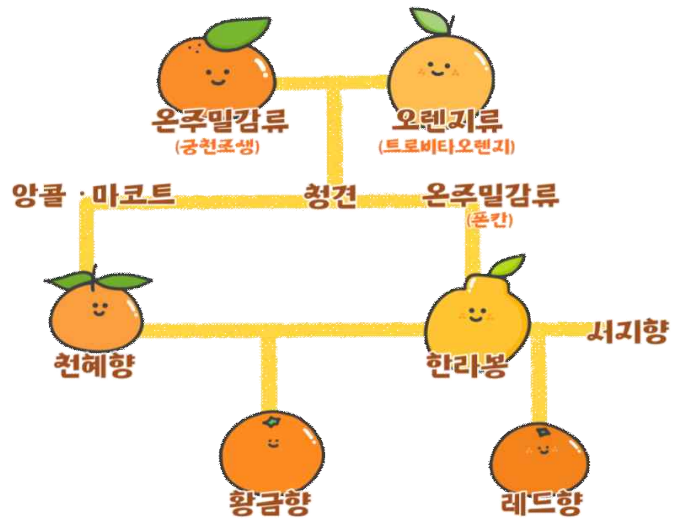 온주밀감류
(궁천조생)
오렌지류
(트로비타오렌지)
앙콜·마코트
청견
온주밀감류
(폰칸)
천혜향
한라봉
서지향
황금향
레드향